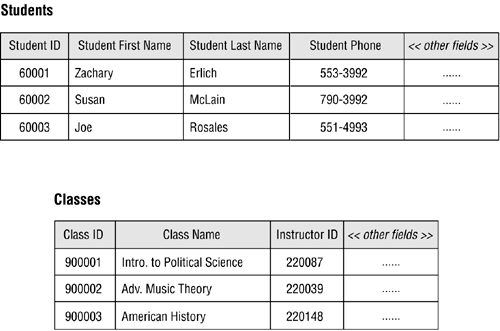 Students
Student ID Student First Name Student Last Name Student Phone << other fields >>
60001 Zachary Erlich 553-3992 ......
60002 Susan McLain 790-3992 ......
60003 Joe Rosales 551-4993 ......
Classes
Class ID Class Name Instructor ID << other fields >>
900001 Intro. to Political Science 220087 ......
900002 Adv. Music Theory 220039 ......
900003 American History 220148 ......